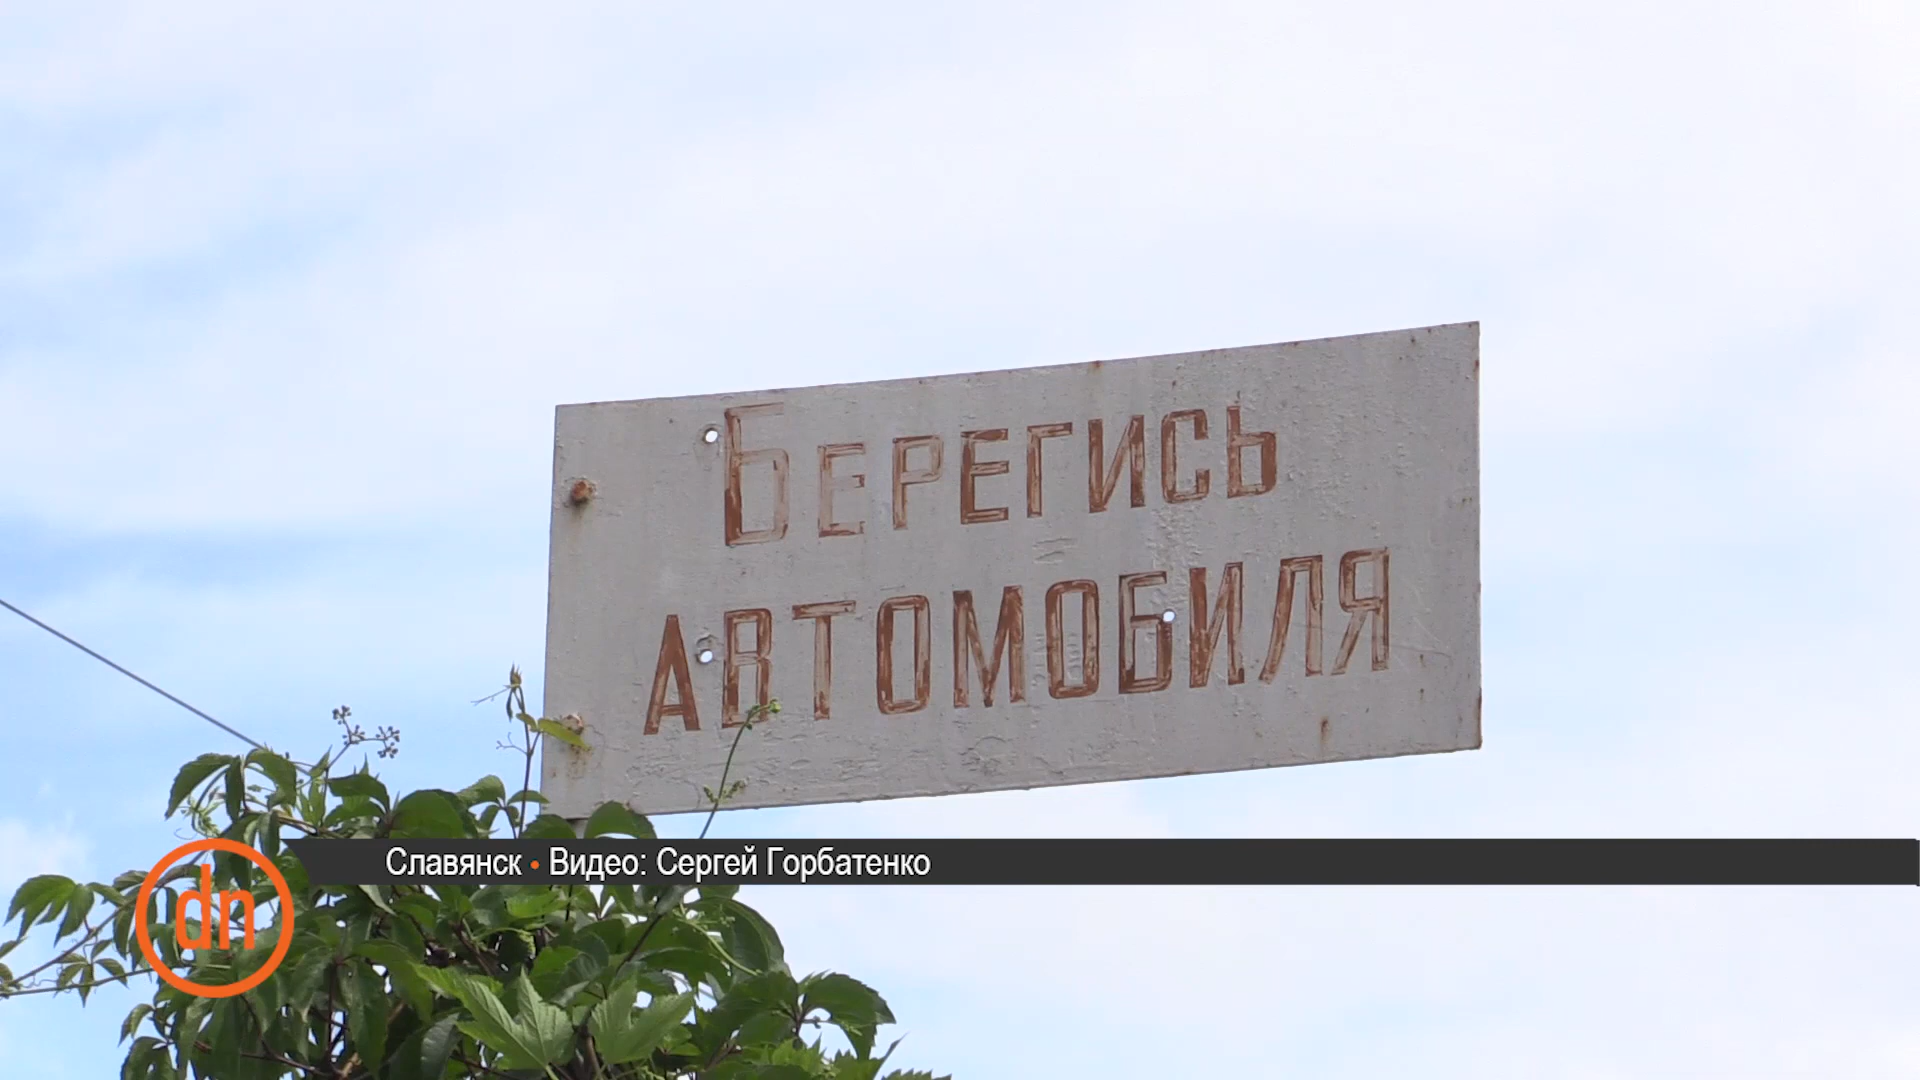 Берегись
автомобиля
Славянск • Видео: Сергей Горбатенко
dn